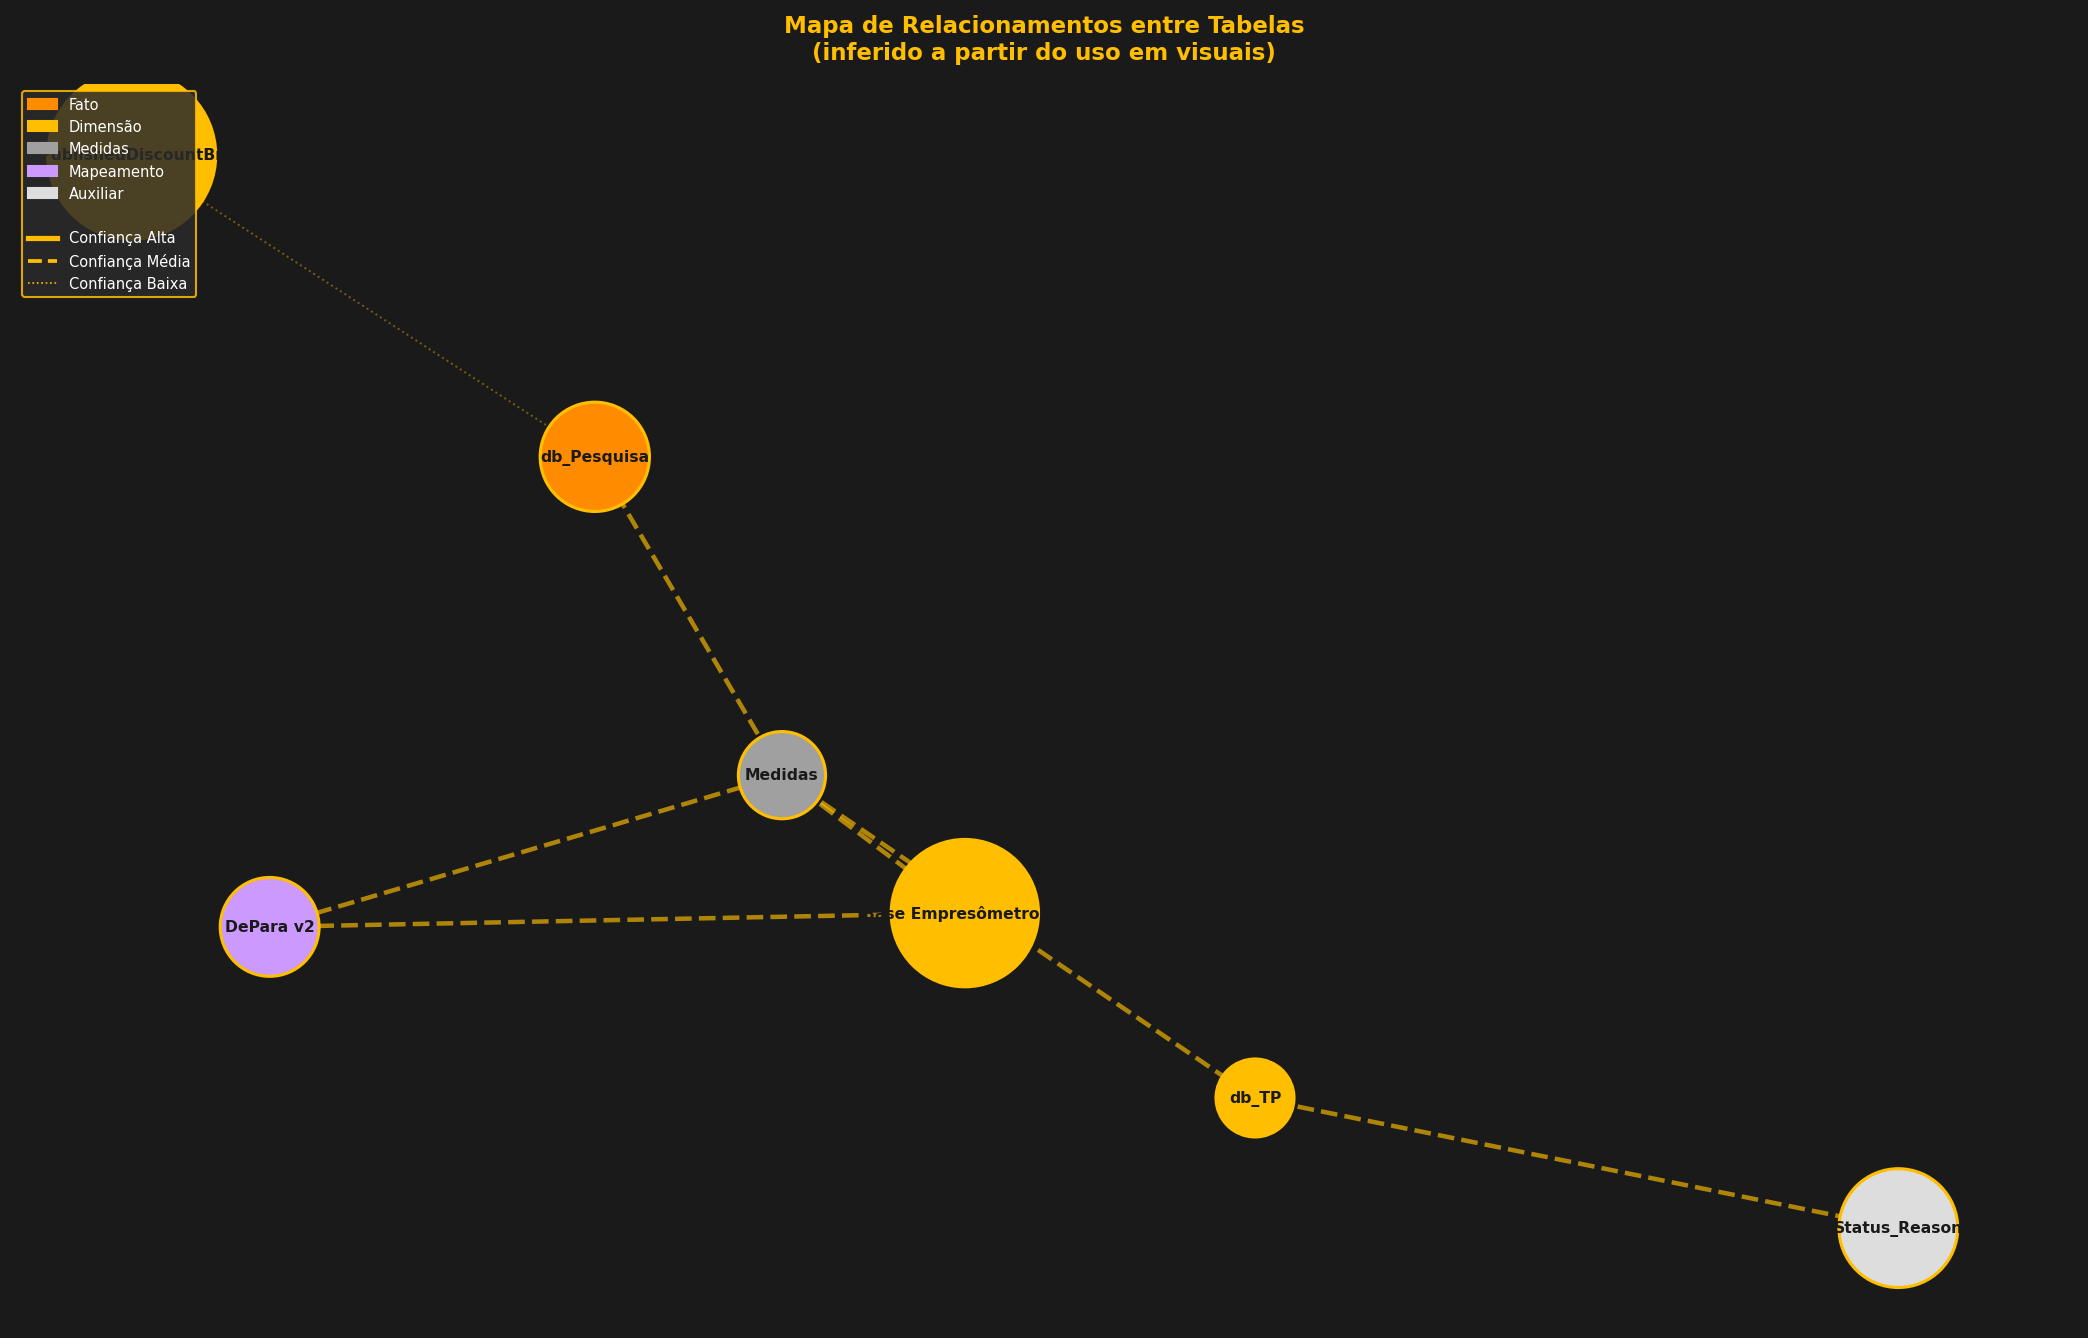 Mapa de Relacionamentos entre Tabelas
(inferido a partir do uso em visuais)
Fato
Dimensão
Medidas
Mapeamento
Auxiliar
Confiança Alta
Confiança Média
Confiança Baixa
db_Pesquisa
Medidas
Empresômetro
DePara v2
db_TP
Status_Reason